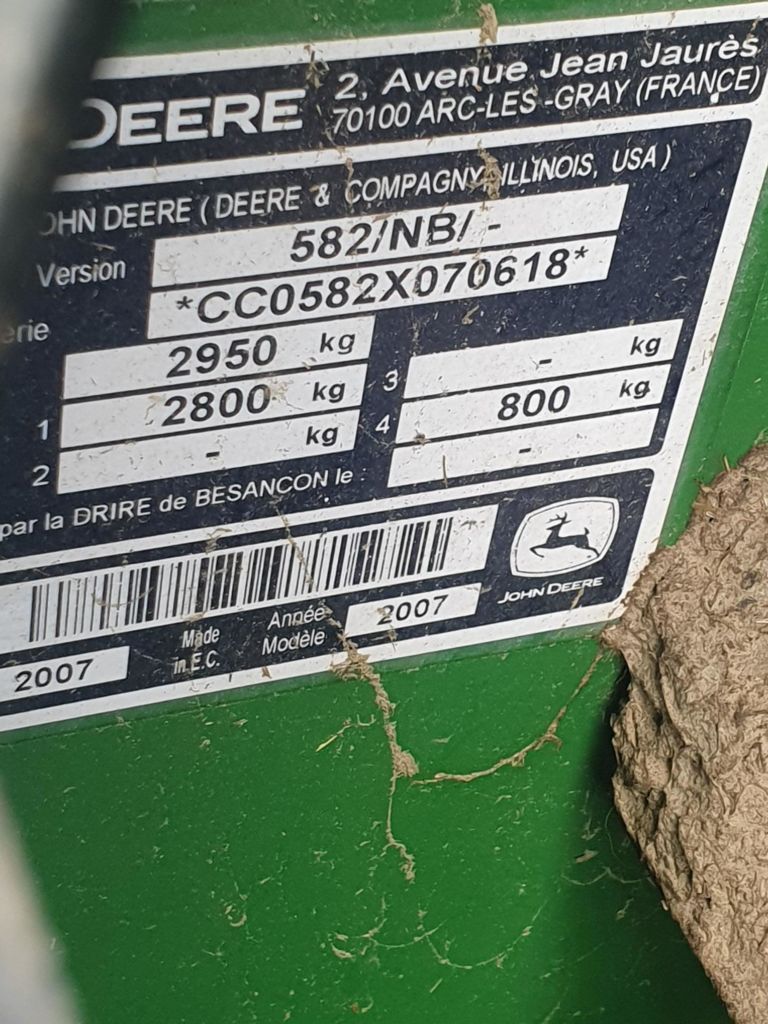 DEERE
2, Avenue Jean Jaurès
70100 ARC-LES -GRAY (FRANCE)
OHN DEERE ( DEERE & COMPAGNY, ILLINOIS, USA )
Version 582/NB/-
erie *CC0582X070618*
2950 kg
1 2800 kg 3 - kg
2 - kg 4 800 kg
-
par la DRIRE de BESANCON le :
JOHN DEERE
2007 Made in E.C. Année Modèle 2007